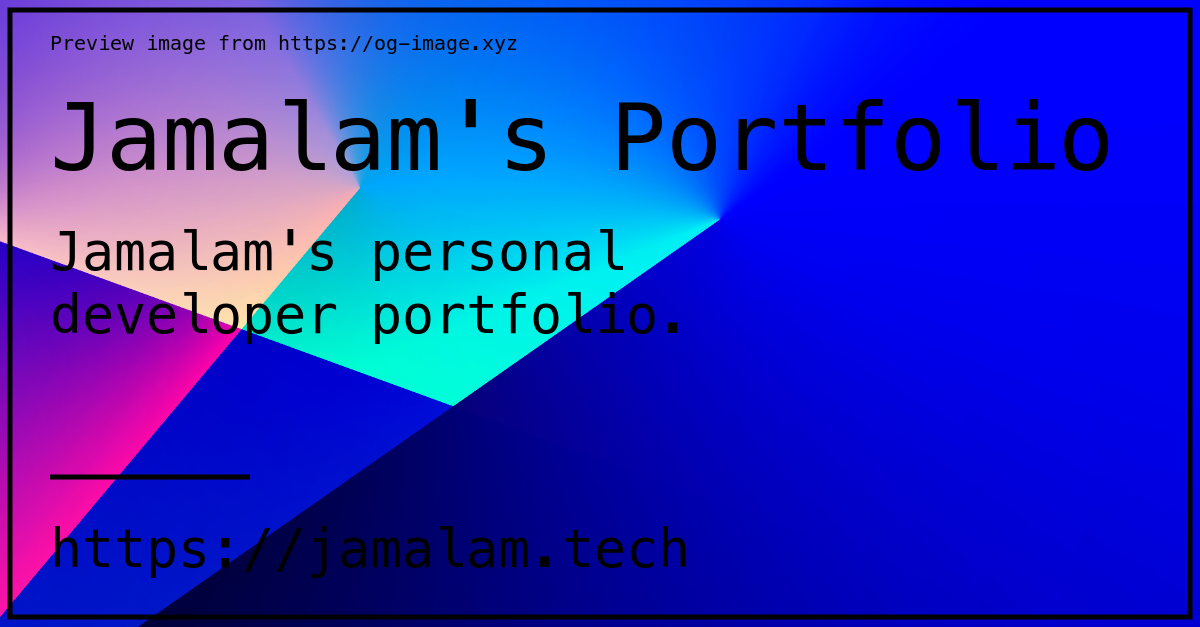 Preview image from https://og-image.xyz
Jamalam's Portfolio
Jamalam's personal
developer portfolio.
https://jamalam.tech